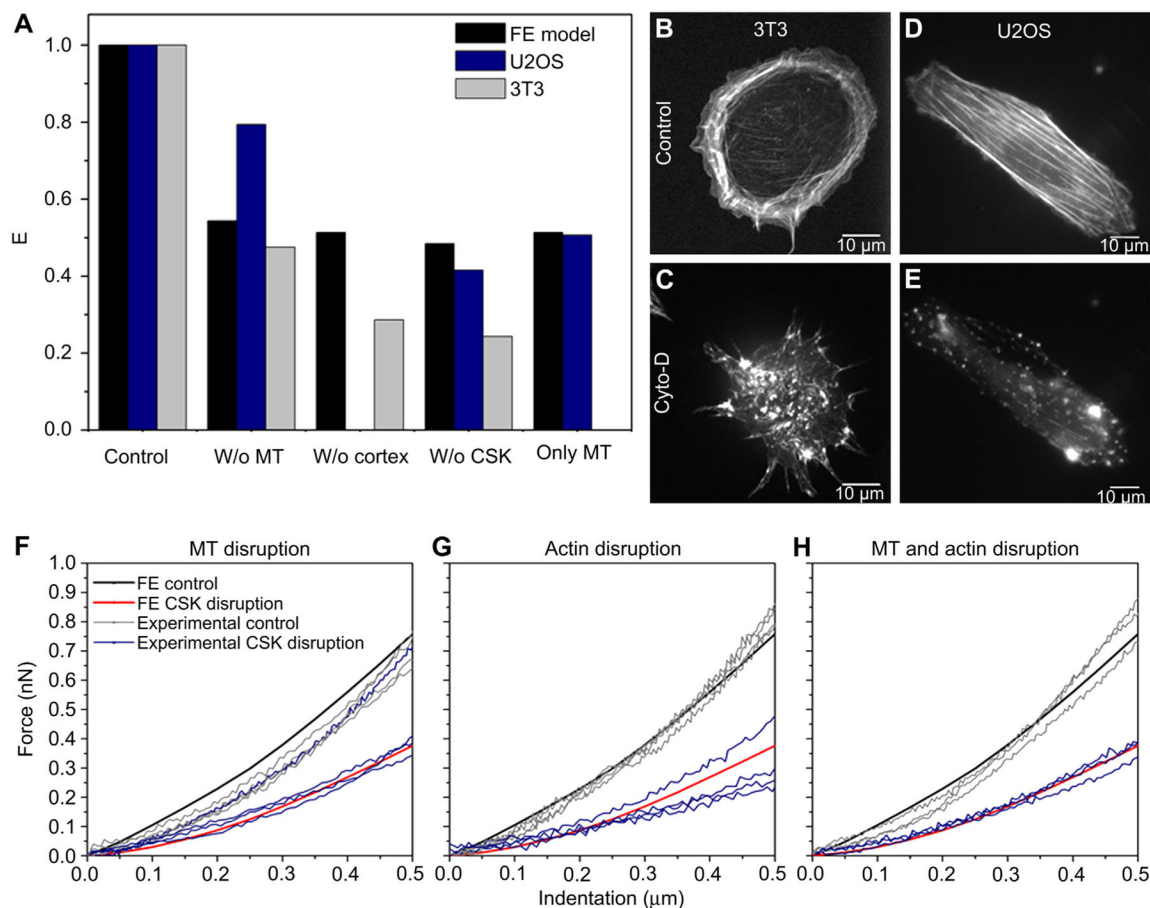 A
1.0
0.8
0.6
0.4
0.2
0.0
E
FE model
U2OS
3T3
Control
W/o MT
W/o cortex
W/o CSK
Only MT
B
3T3
Control
10 µm
D
U2OS
10 µm
C
Cyto-D
10 µm
E
10 µm
F
MT disruption
FE control
FE CSK disruption
Experimental control
Experimental CSK disruption
1.0
0.9
0.8
0.7
0.6
0.5
0.4
0.3
0.2
0.1
0.0
Force (nN)
0.0 0.1 0.2 0.3 0.4 0.5
G
Actin disruption
0.0 0.1 0.2 0.3 0.4 0.5
Indentation (µm)
H
MT and actin disruption
0.0 0.1 0.2 0.3 0.4 0.5